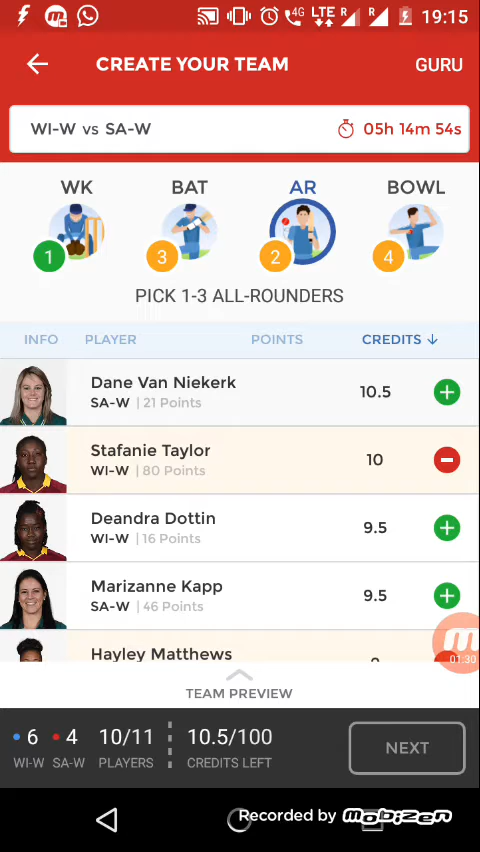 4G LTE R R 19:15
CREATE YOUR TEAM GURU
WI-W vs SA-W 05h 14m 54s
WK BAT AR BOWL
1 3 2 4
PICK 1-3 ALL-ROUNDERS
INFO PLAYER POINTS CREDITS
Dane Van Niekerk 10.5
SA-W | 21 Points
Stafanie Taylor 10
WI-W | 80 Points
Deandra Dottin 9.5
WI-W | 16 Points
Marizanne Kapp 9.5
SA-W | 46 Points
Hayley Matthews
01:30
TEAM PREVIEW
6 4 10/11 10.5/100 NEXT
WI-W SA-W PLAYERS CREDITS LEFT
Recorded by Mobizen